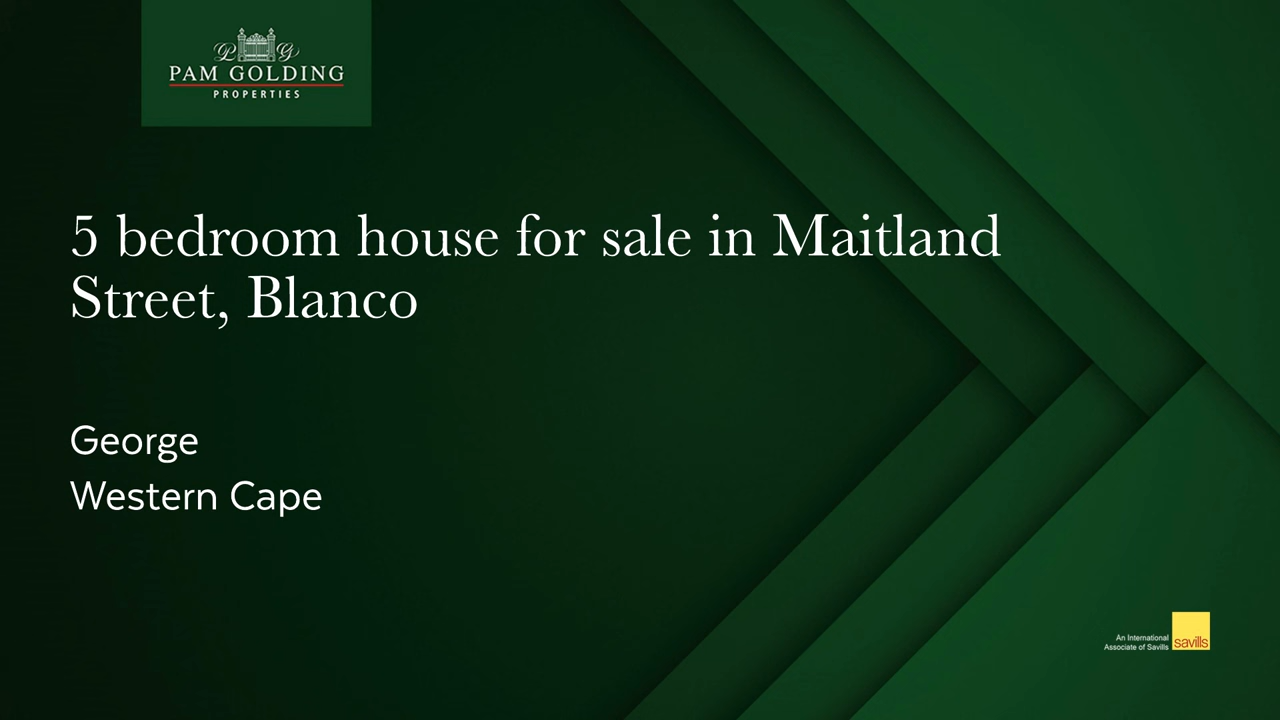 PG
PAM GOLDING
PROPERTIES
5 bedroom house for sale in Maitland
Street, Blanco
George
Western Cape
An International
Associate of Savills
savills